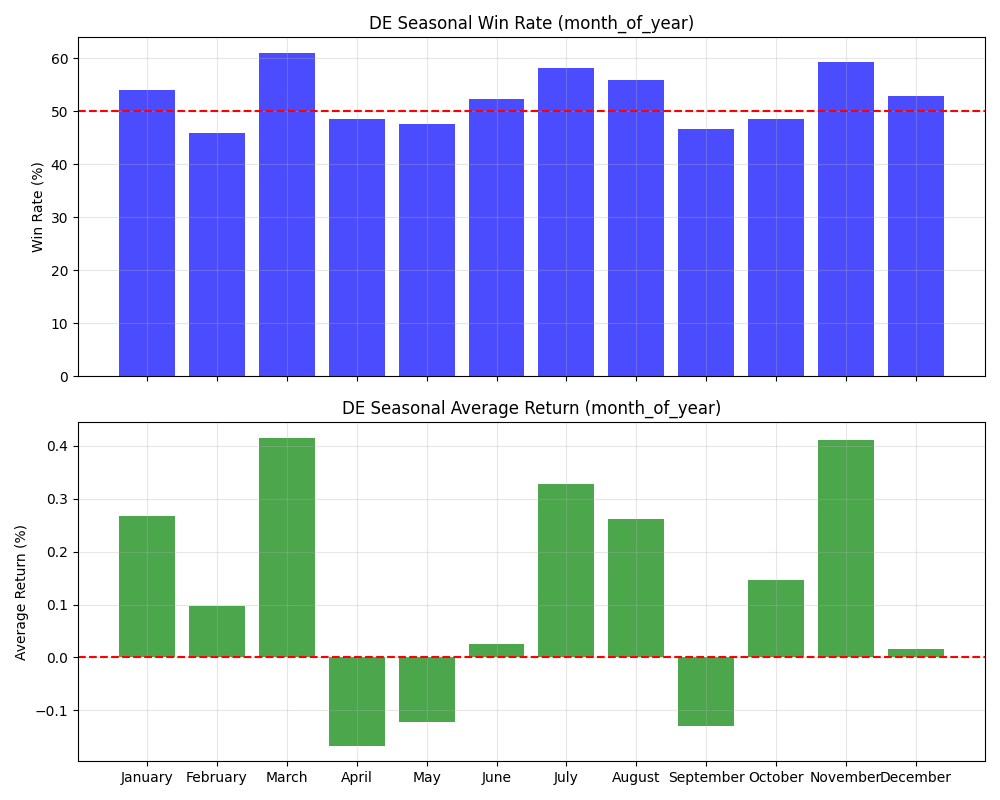 DE Seasonal Win Rate (month_of_year)
Win Rate (%)
60
50
40
30
20
10
0
DE Seasonal Average Return (month_of_year)
Average Return (%)
0.4
0.3
0.2
0.1
0.0
−0.1
January February March April May June July August September October November December